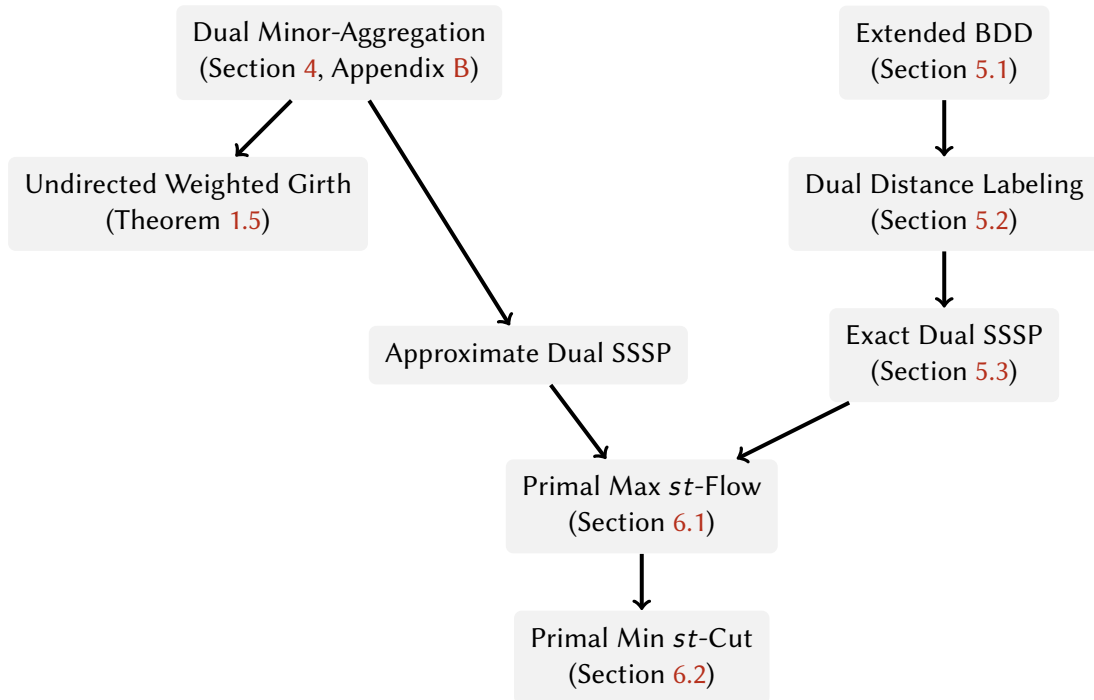 Dual Minor-Aggregation
(Section 4, Appendix B)
Extended BDD
(Section 5.1)
Undirected Weighted Girth
(Theorem 1.5)
Dual Distance Labeling
(Section 5.2)
Approximate Dual SSSP
Exact Dual SSSP
(Section 5.3)
Primal Max st-Flow
(Section 6.1)
Primal Min st-Cut
(Section 6.2)